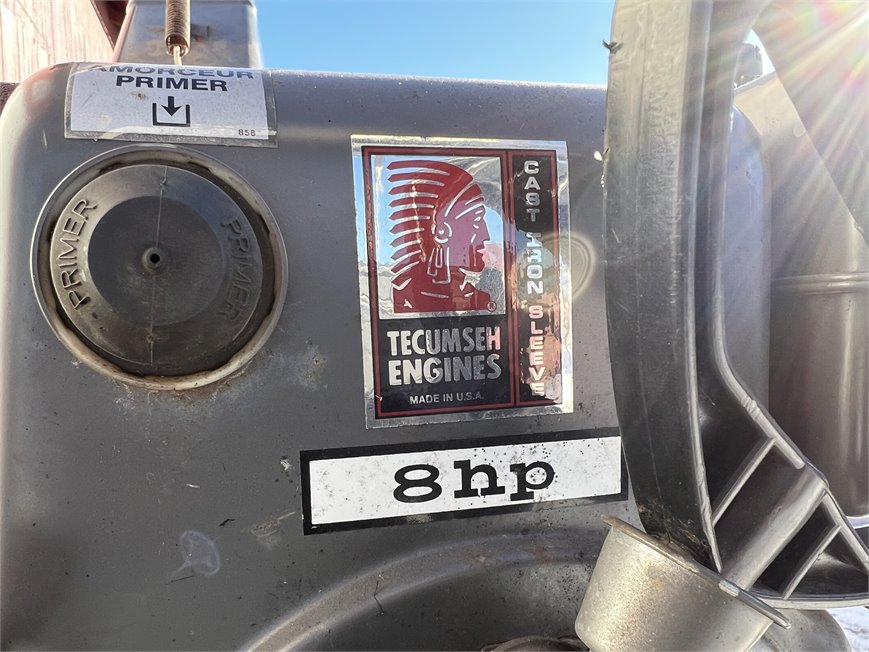 AMORCEUR
PRIMER
858
PRIMER
PRIMER
CAST IRON SLEEVE
®
TECUMSEH
ENGINES
MADE IN U.S.A.
8hp